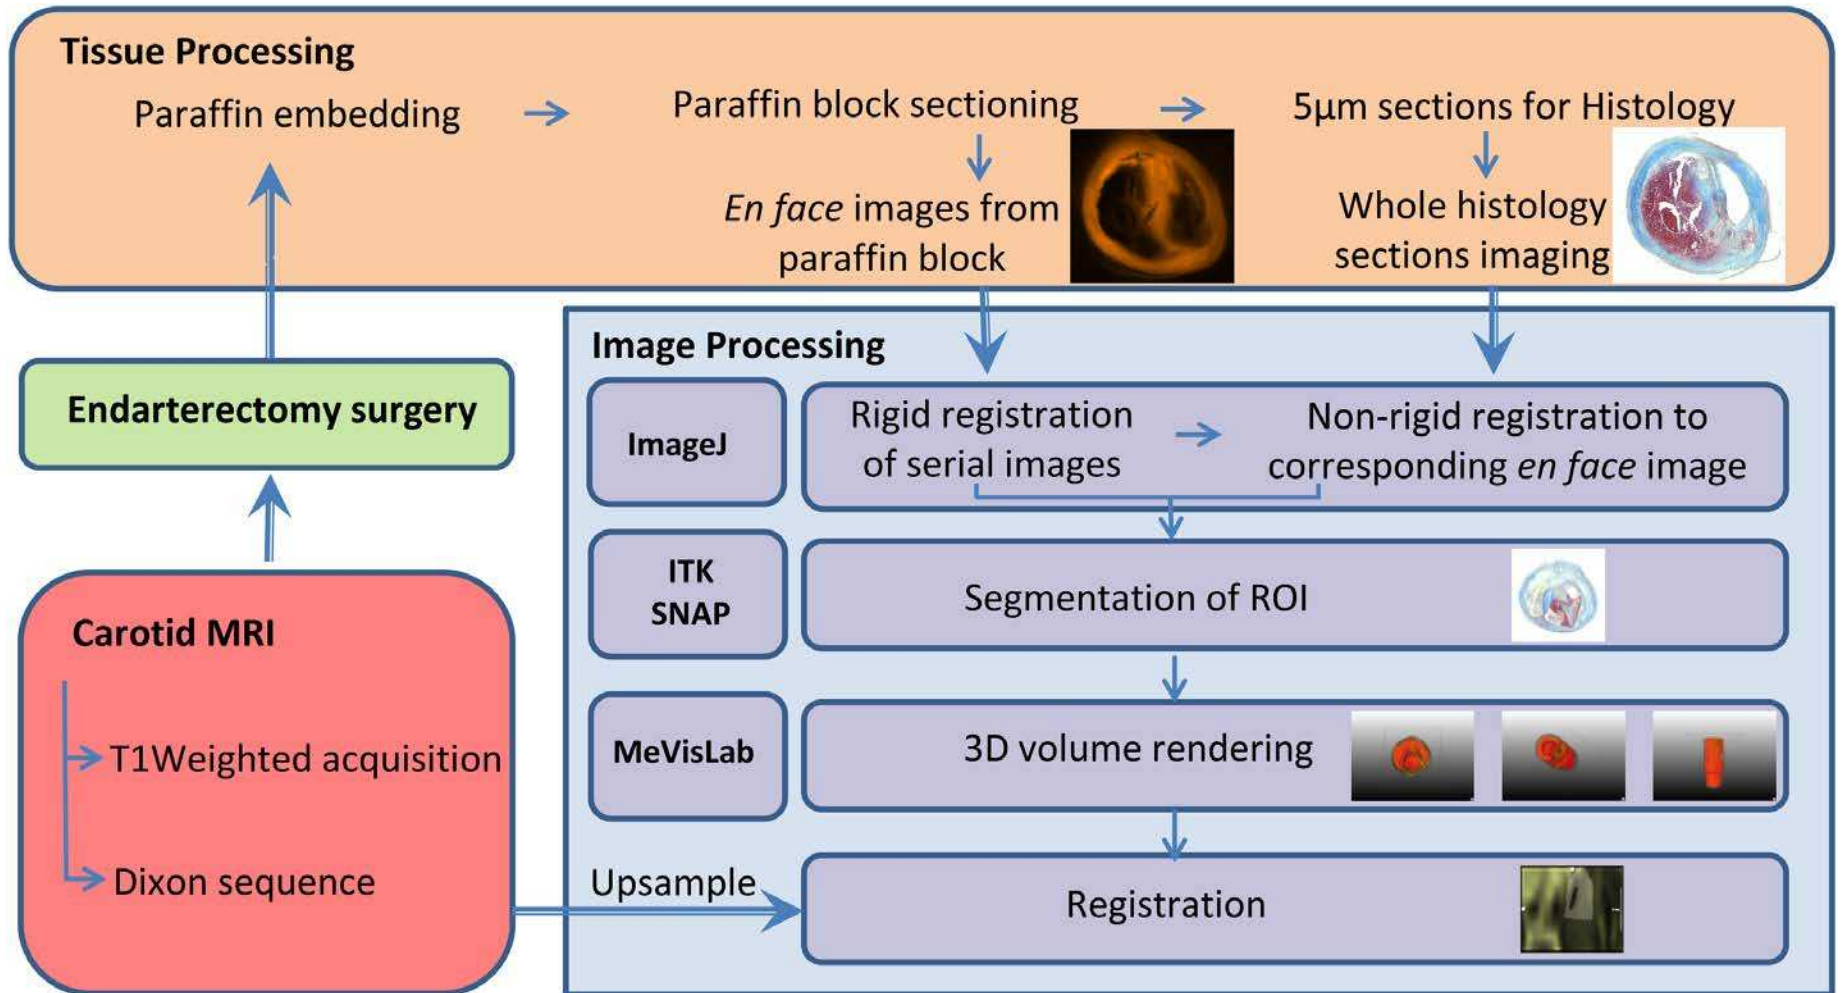 Tissue Processing
Paraffin embedding
Paraffin block sectioning
5µm sections for Histology
En face images from
paraffin block
Whole histology
sections imaging
Endarterectomy surgery
Carotid MRI
T1Weighted acquisition
Dixon sequence
Image Processing
ImageJ
Rigid registration
of serial images
Non-rigid registration to
corresponding en face image
ITK
SNAP
Segmentation of ROI
MeVisLab
3D volume rendering
Upsample
Registration